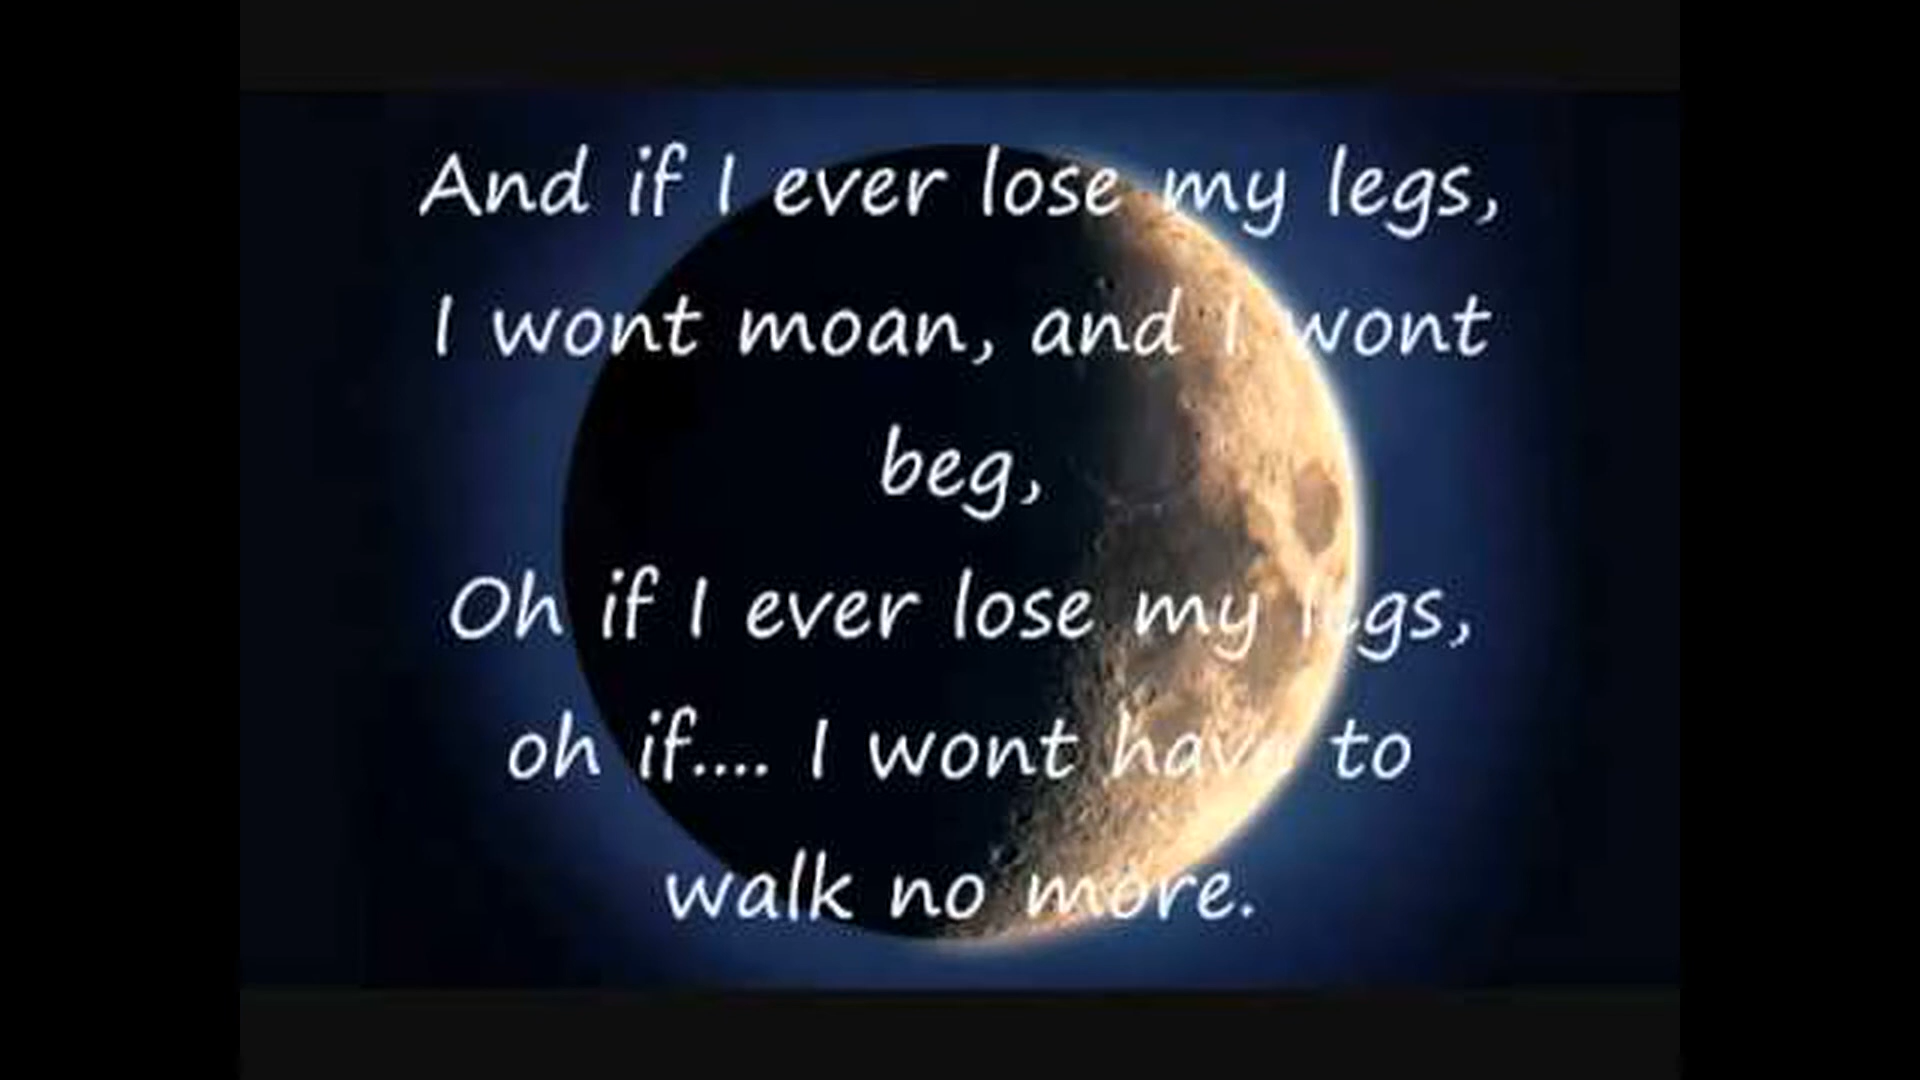 And if I ever lose my legs,
I wont moan, and I wont
beg,
Oh if I ever lose my legs,
oh if.... I wont have to
walk no more.